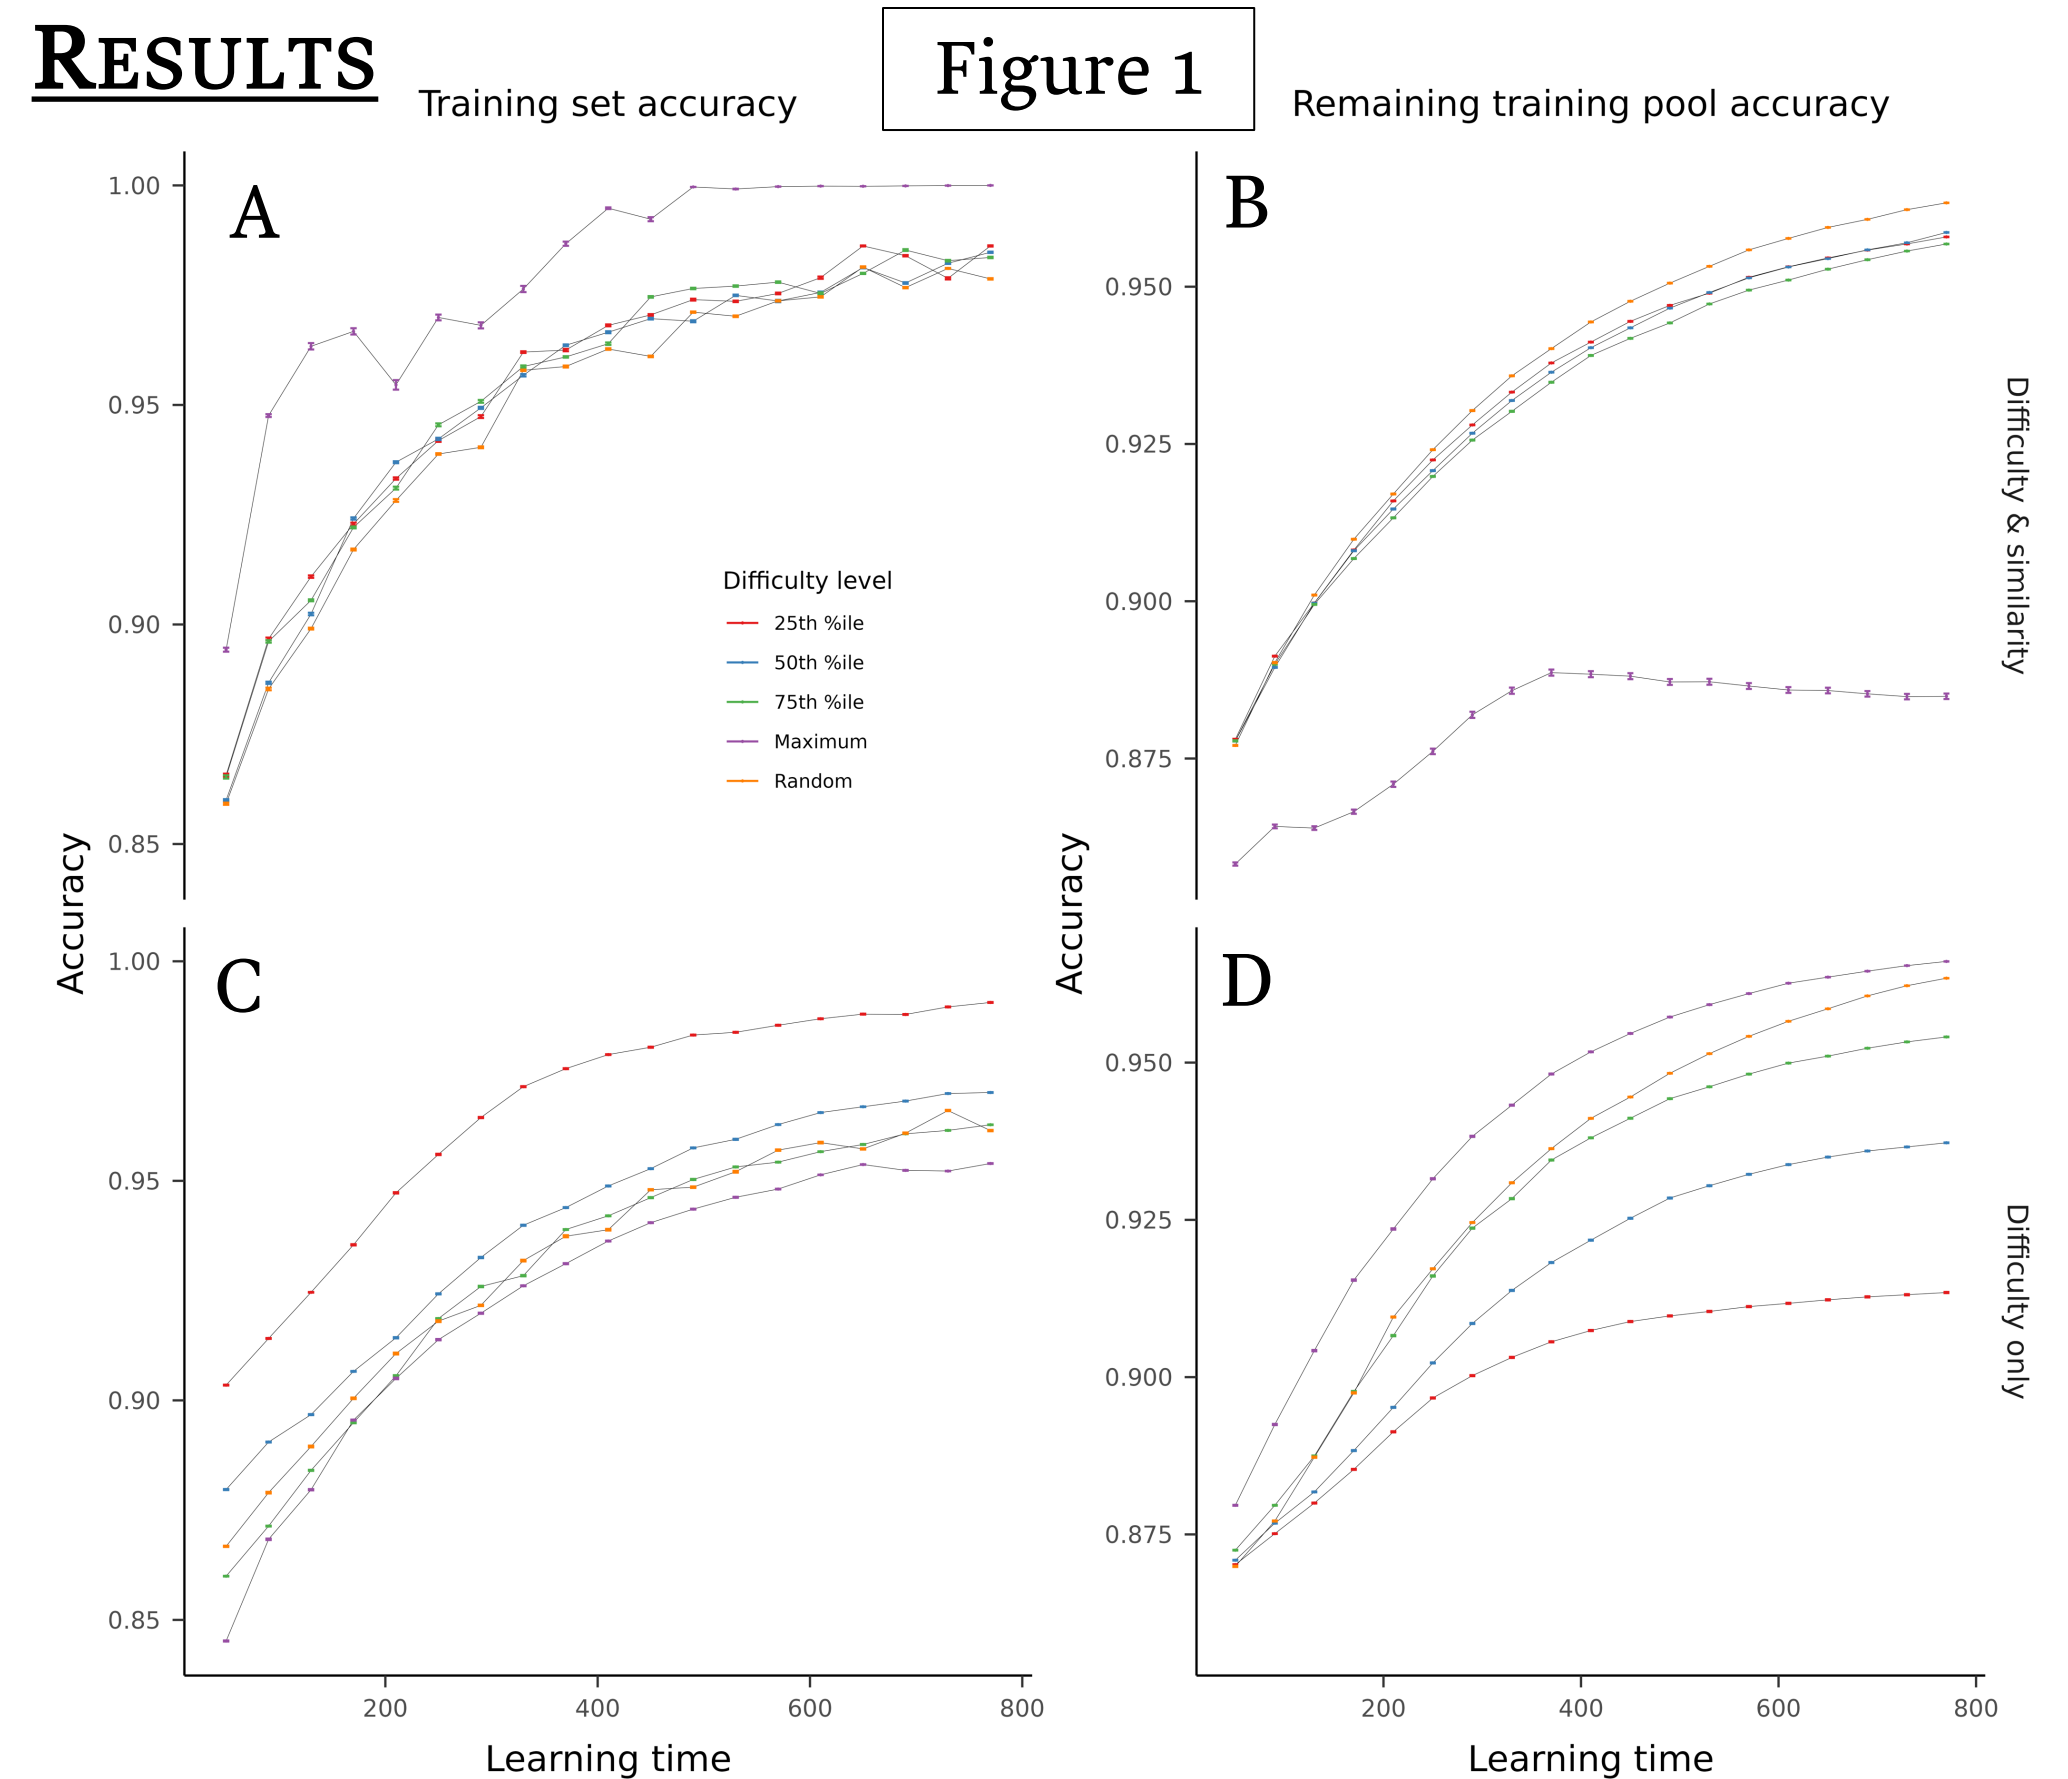 RESULTS
Figure 1
Training set accuracy
Remaining training pool accuracy
A
B
1.00
0.95
0.90
0.85
Difficulty level
25th %ile
50th %ile
75th %ile
Maximum
Random
0.950
0.925
0.900
0.875
Difficulty & similarity
Accuracy
Accuracy
C
D
1.00
0.95
0.90
0.85
0.950
0.925
0.900
0.875
Difficulty only
200 400 600 800
200 400 600 800
Learning time
Learning time